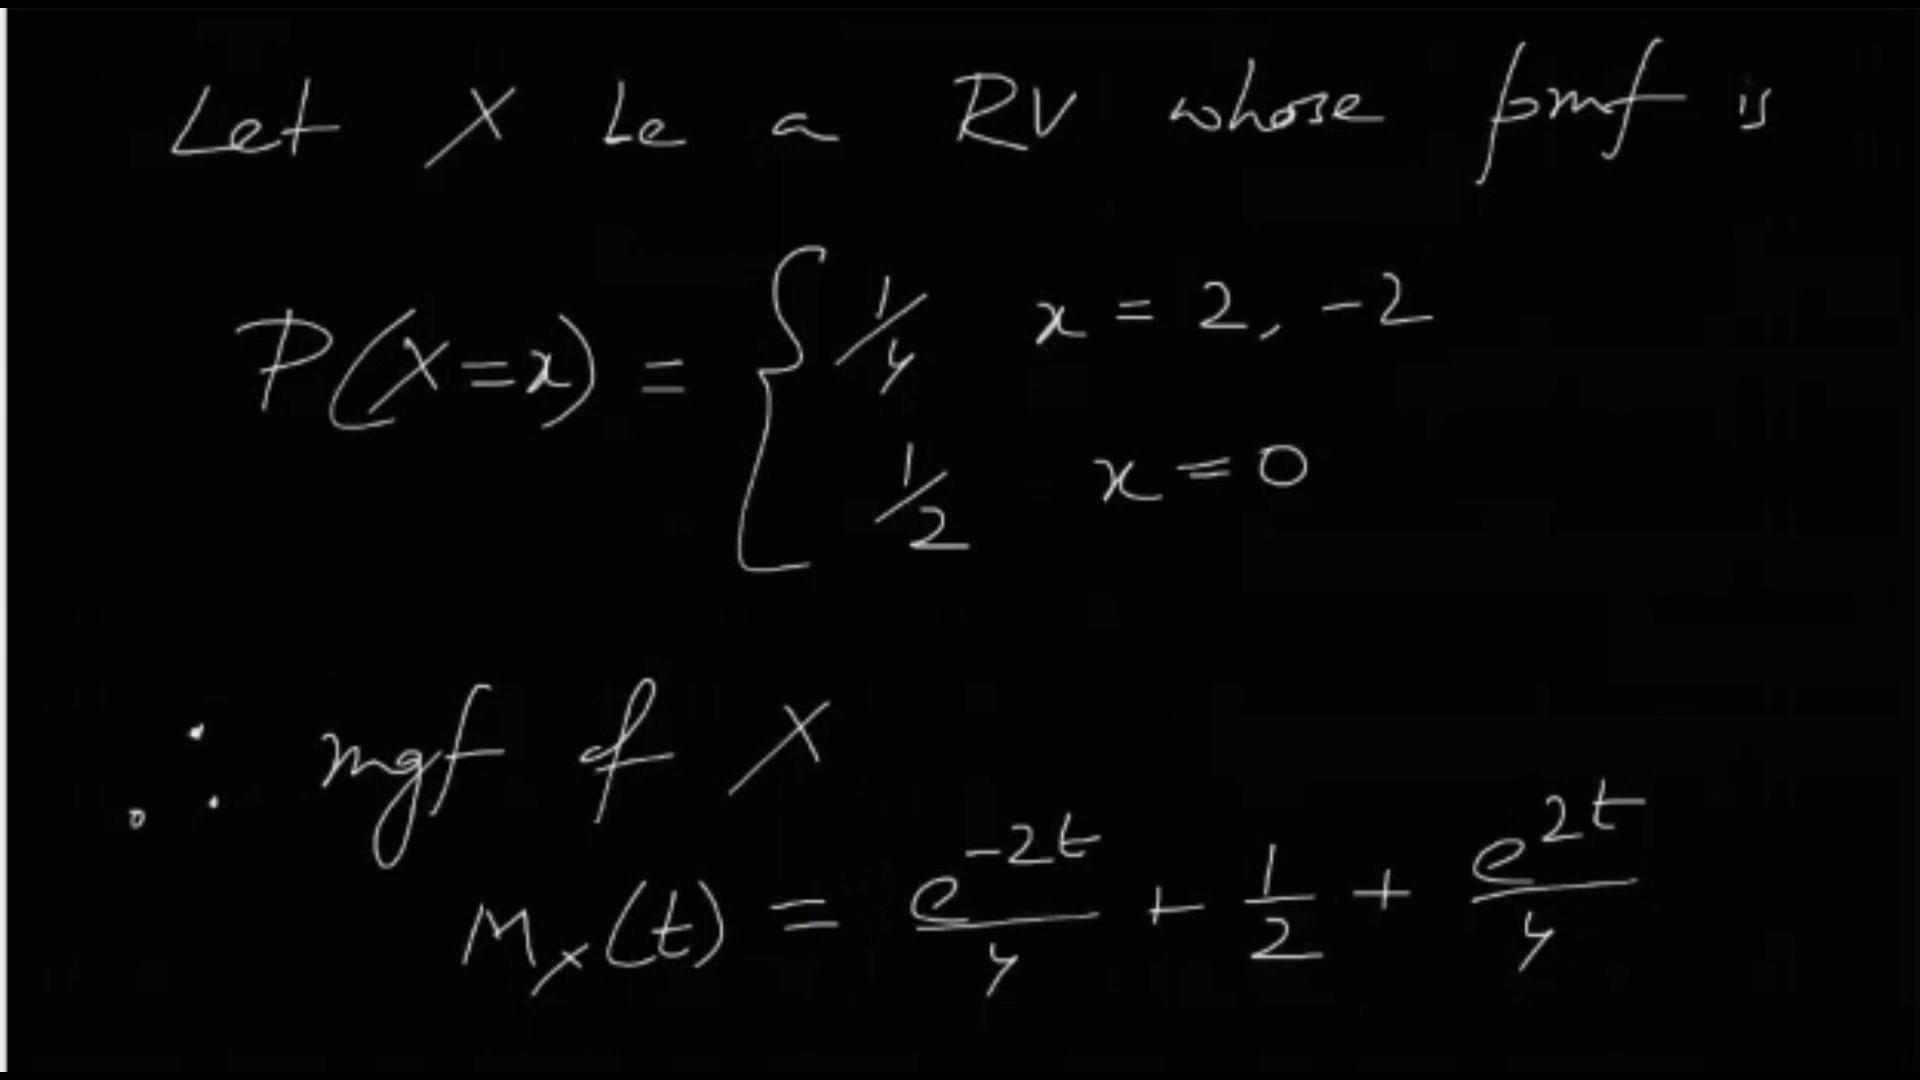 Let X be a RV whose pmf is
P(X=x) = { 1/4 x = 2, -2
1/2 x = 0
∴ mgf of X
M_X(t) = e^{-2t}/4 + 1/2 + e^{2t}/4